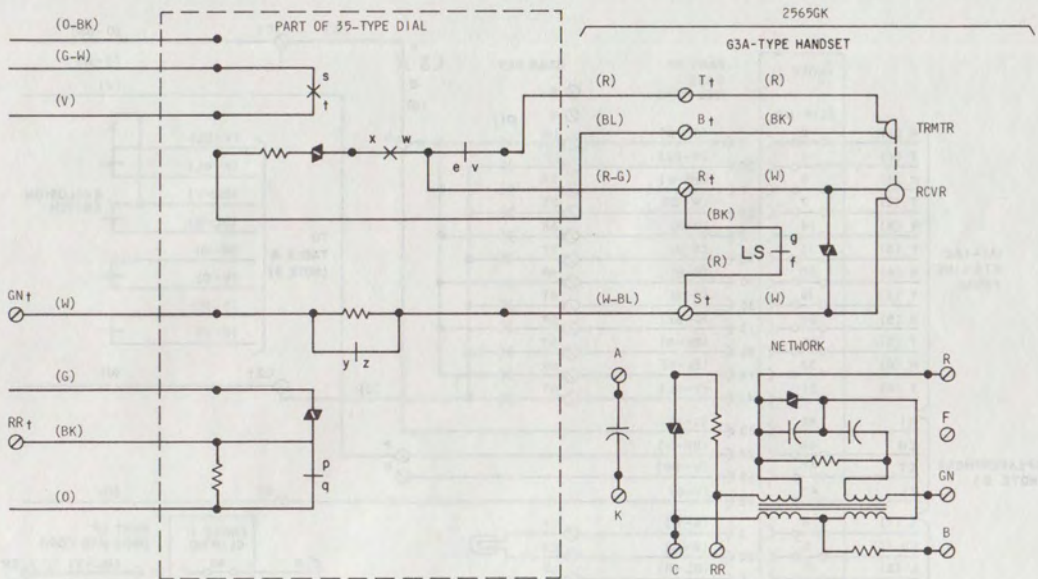 2565GK
PART OF 35-TYPE DIAL
G3A-TYPE HANDSET
(O-BK)
(G-W)
s
t
(V)
(R) T† (R)
x w
e v
(BL) B† (BK)
TRMTR
(R-G) R† (W)
RCVR
(BK)
g
LS
f
(R)
GN† (W)
(W-BL) S† (W)
y z
NETWORK
A
R
(G)
F
RR† (BK)
p
q
GN
(O)
K
B
C RR